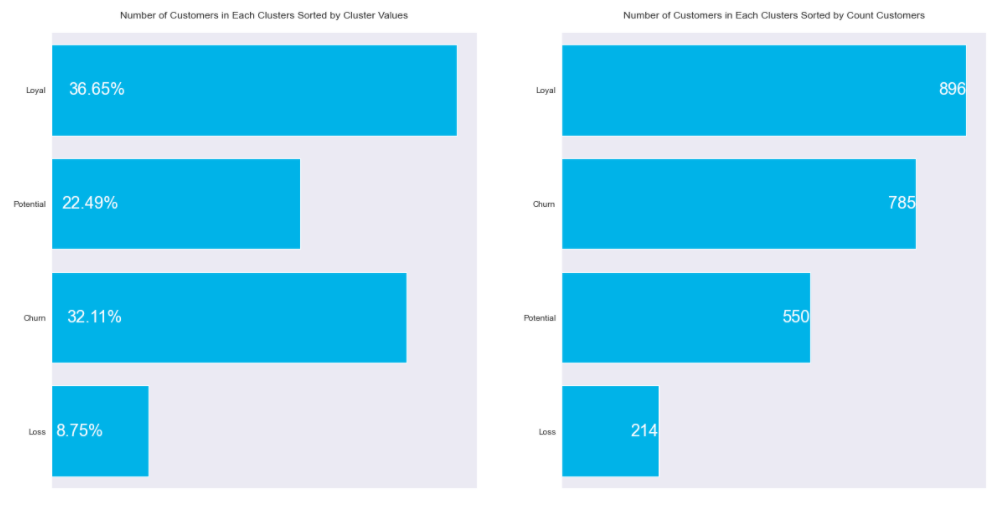 Number of Customers in Each Clusters Sorted by Cluster Values
Loyal
36.65%
Potential
22.49%
Churn
32.11%
Loss
8.75%
Number of Customers in Each Clusters Sorted by Count Customers
Loyal
896
Churn
785
Potential
550
Loss
214